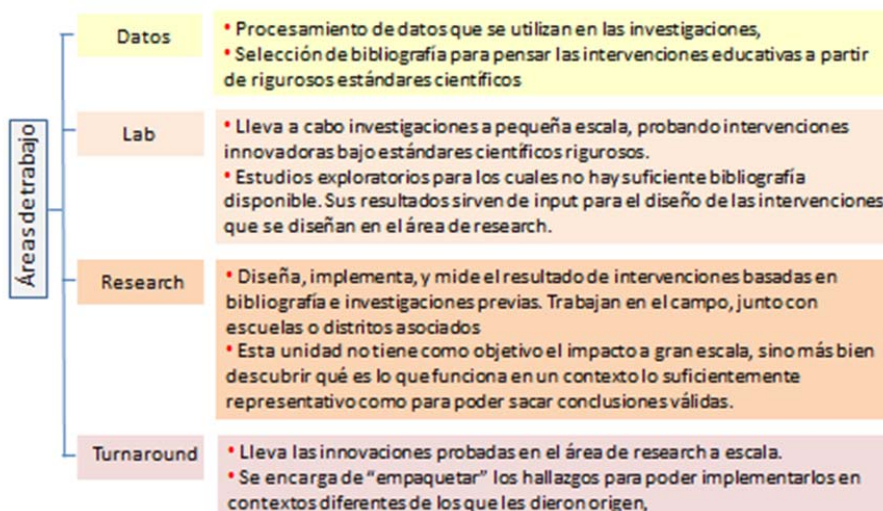 Áreas de trabajo
Datos
• Procesamiento de datos que se utilizan en las investigaciones,
• Selección de bibliografía para pensar las intervenciones educativas a partir
de rigurosos estándares científicos
Lab
• Lleva a cabo investigaciones a pequeña escala, probando intervenciones
innovadoras bajo estándares científicos rigurosos.
• Estudios exploratorios para los cuales no hay suficiente bibliografía
disponible. Sus resultados sirven de input para el diseño de las intervenciones
que se diseñan en el área de research.
Research
• Diseña, implementa, y mide el resultado de intervenciones basadas en
bibliografía e investigaciones previas. Trabajan en el campo, junto con
escuelas o distritos asociados
• Esta unidad no tiene como objetivo el impacto a gran escala, sino más bien
descubrir qué es lo que funciona en un contexto lo suficientemente
representativo como para poder sacar conclusiones válidas.
Turnaround
• Lleva las innovaciones probadas en el área de research a escala.
• Se encarga de “empaquetar” los hallazgos para poder implementarlos en
contextos diferentes de los que les dieron origen,